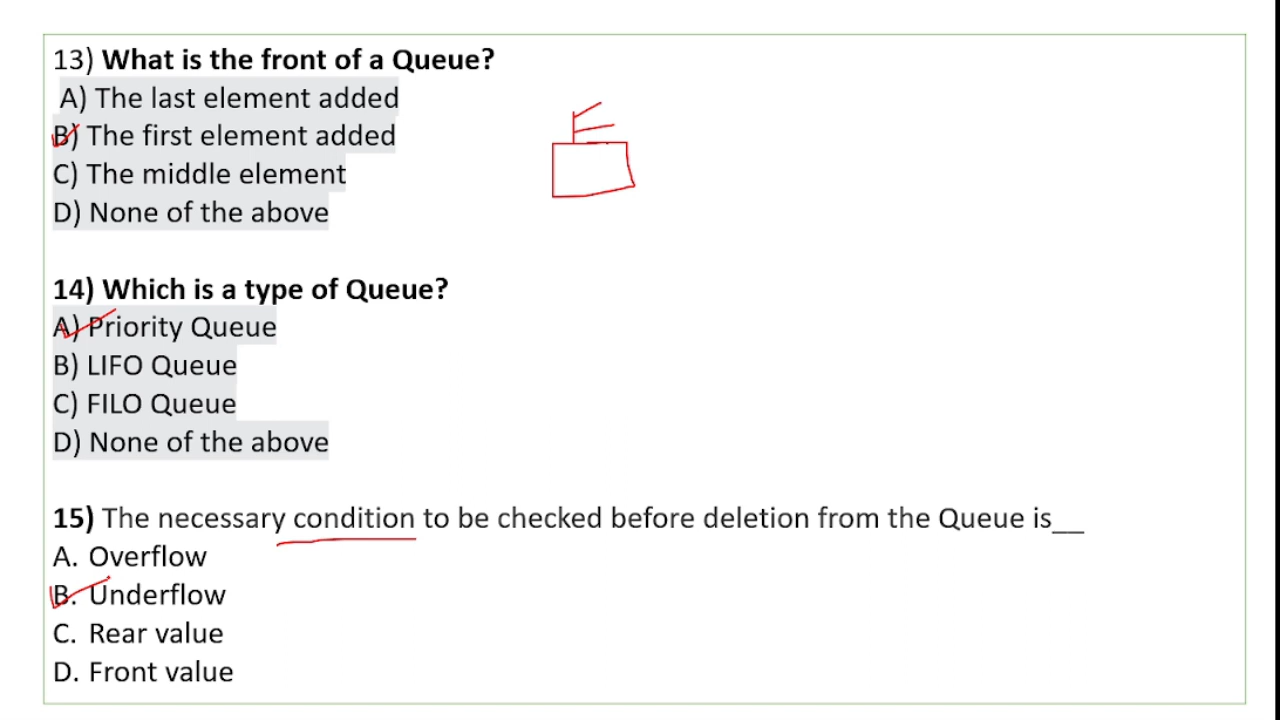 13) What is the front of a Queue?
A) The last element added
B) The first element added
C) The middle element
D) None of the above
14) Which is a type of Queue?
A) Priority Queue
B) LIFO Queue
C) FILO Queue
D) None of the above
15) The necessary condition to be checked before deletion from the Queue is__
A. Overflow
B. Underflow
C. Rear value
D. Front value